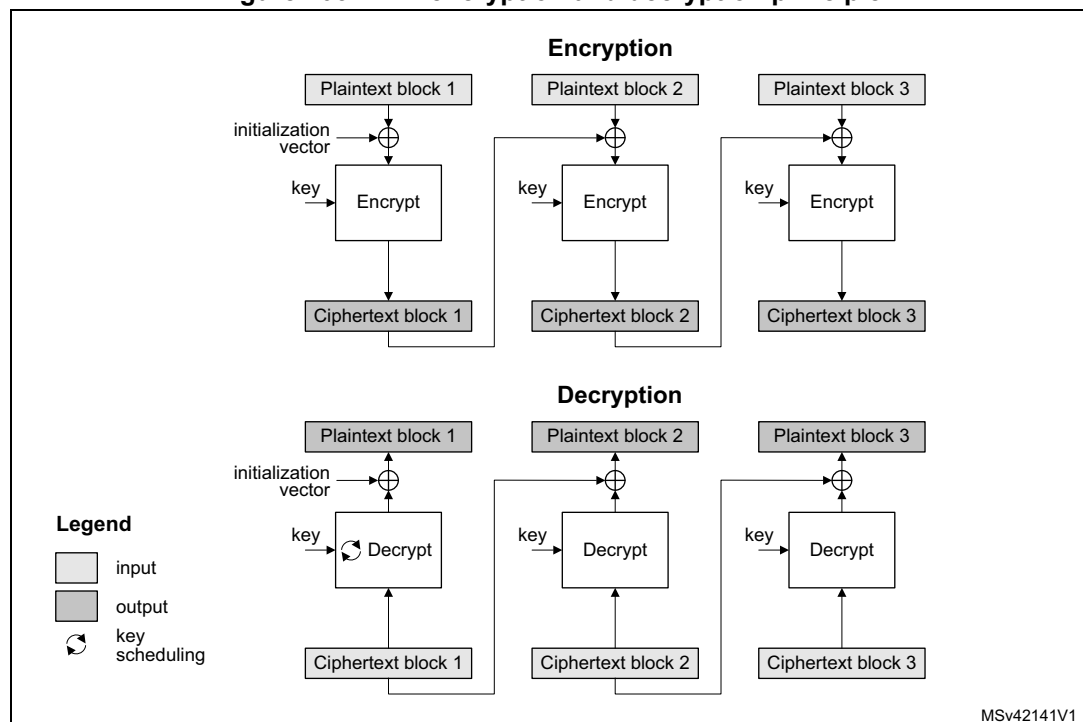 Encryption
Plaintext block 1
Plaintext block 2
Plaintext block 3
initialization
vector
key
Encrypt
key
Encrypt
key
Encrypt
Ciphertext block 1
Ciphertext block 2
Ciphertext block 3
Decryption
Plaintext block 1
Plaintext block 2
Plaintext block 3
initialization
vector
key
Decrypt
key
Decrypt
key
Decrypt
Ciphertext block 1
Ciphertext block 2
Ciphertext block 3
Legend
input
output
key
scheduling
MSv42141V1